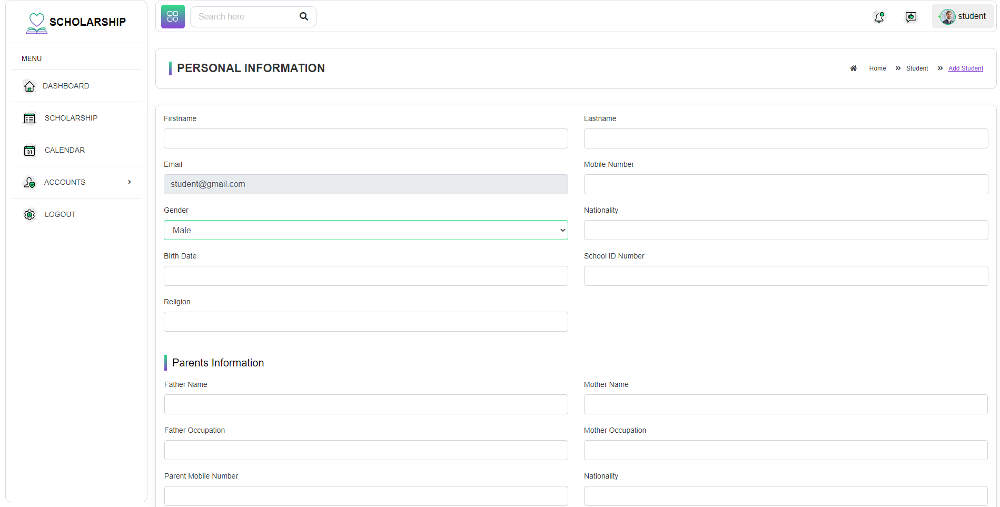 SCHOLARSHIP
Search here
student
MENU
DASHBOARD
SCHOLARSHIP
31
CALENDAR
ACCOUNTS
LOGOUT
PERSONAL INFORMATION
Home » Student » Add Student
Firstname
Lastname
Email
student@gmail.com
Mobile Number
Gender
Male
Nationality
Birth Date
School ID Number
Religion
Parents Information
Father Name
Mother Name
Father Occupation
Mother Occupation
Parent Mobile Number
Nationality